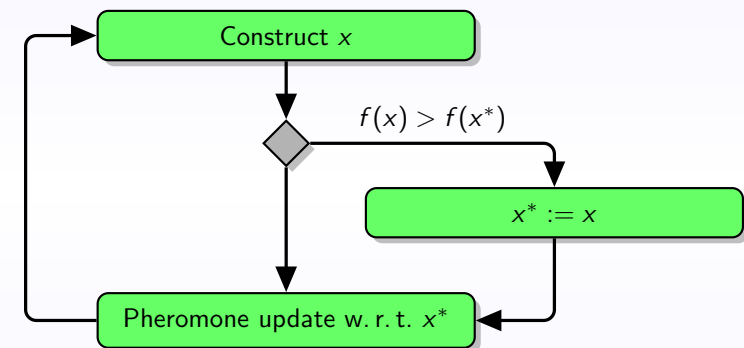 Construct x
f(x) > f(x*)
x* := x
Pheromone update w. r. t. x*